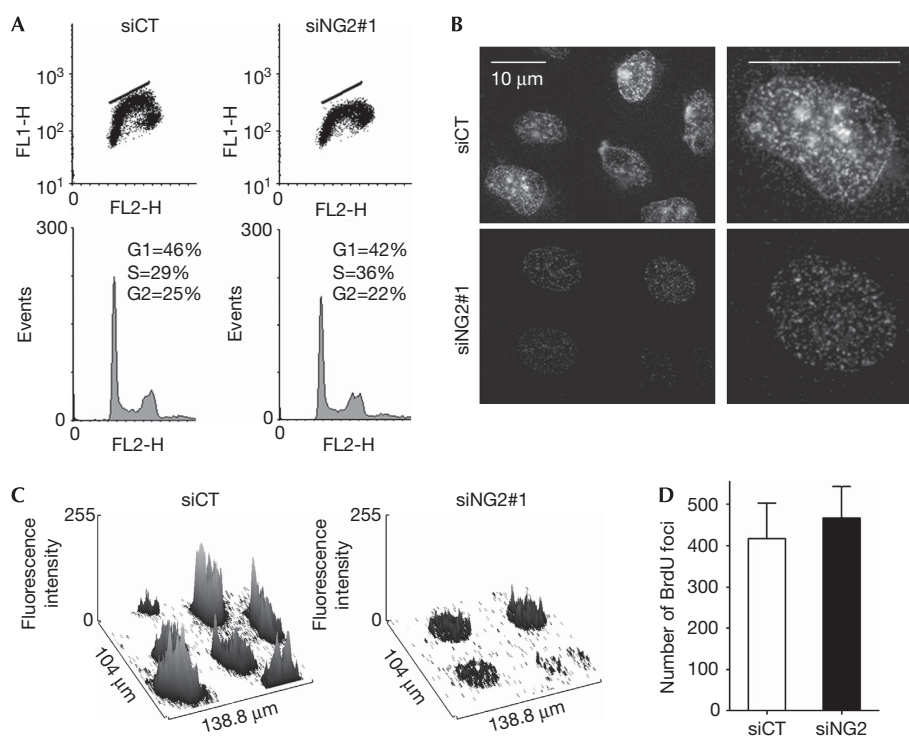 A
siCT
siNG2#1
FL1-H
10³
10²
10¹
FL2-H
FL1-H
10³
10²
10¹
FL2-H
Events
300
0
0
G1=46%
S=29%
G2=25%
FL2-H
Events
300
0
0
G1=42%
S=36%
G2=22%
FL2-H
B
siCT
10 μm
siNG2#1
C
siCT
Fluorescence
intensity
255
0
104 μm
138.8 μm
siNG2#1
Fluorescence
intensity
255
0
104 μm
138.8 μm
D
Number of BrdU foci
500
400
300
200
100
0
siCT
siNG2